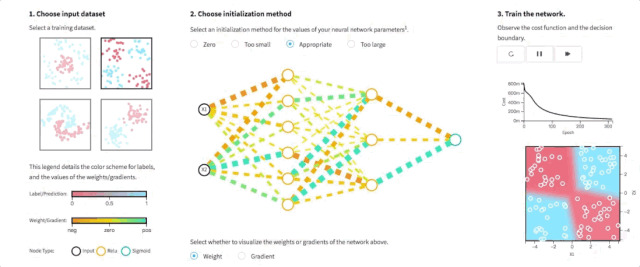 1. Choose input dataset
Select a training dataset.
This legend details the color scheme for labels,
and the values of the weights/gradients.
Label/Prediction:
0 0.5 1
Weight/Gradient:
neg zero pos
Node Type: Input Relu Sigmoid
2. Choose initialization method
Select an initialization method for the values of your neural network parameters¹.
Zero Too small Appropriate Too large
X1
X2
Select whether to visualize the weights or gradients of the network above.
Weight Gradient
3. Train the network.
Observe the cost function and the decision
boundary.
800m
600m
400m
200m
0
Cost
0 100 200 300
Epoch
4
2
0
-2
-4
-4 -2 0 2 4